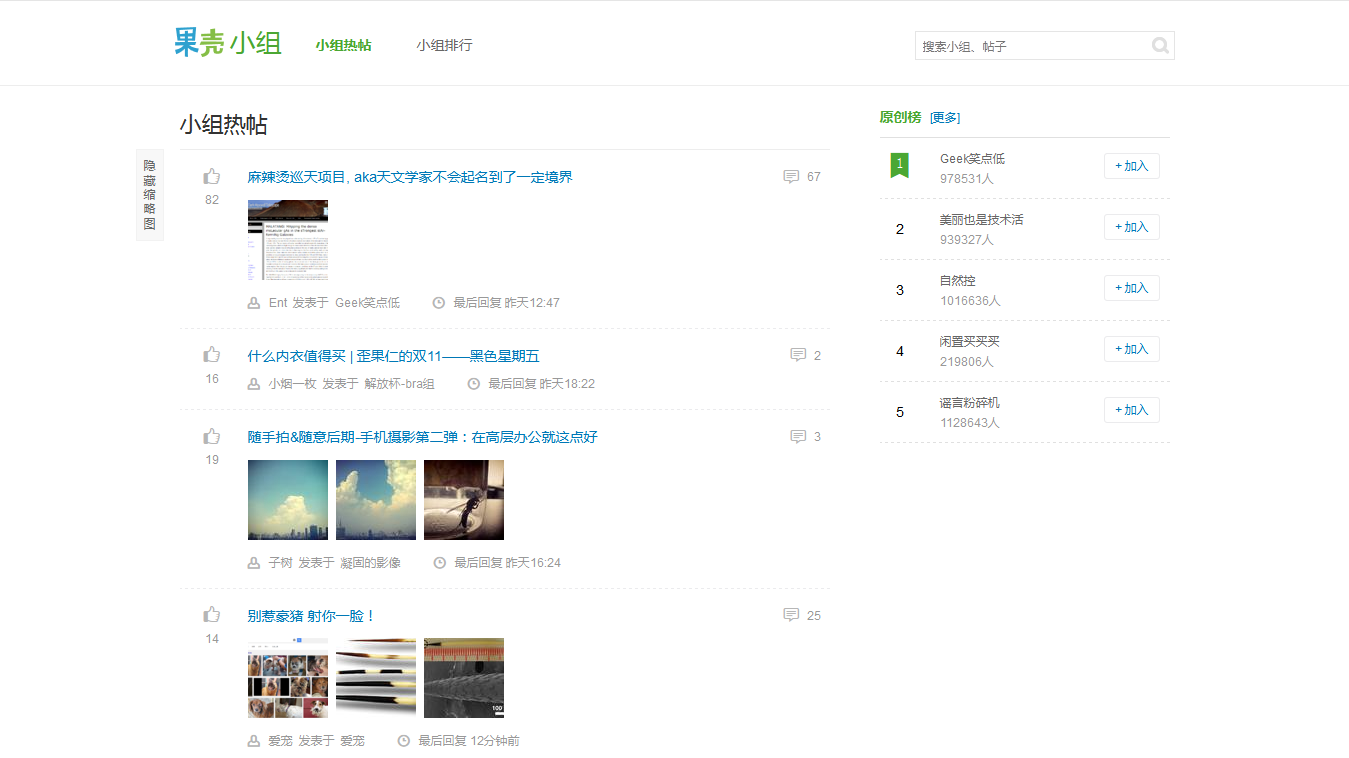 果壳 小组
小组热帖
小组排行
搜索小组、帖子
小组热帖
隐藏缩略图
82
麻辣烫巡天项目, aka天文学家不会起名到了一定境界
67
Ent 发表于 Geek笑点低 最后回复 昨天12:47
16
什么内衣值得买 | 歪果仁的双11——黑色星期五
2
小烟一枚 发表于 解放杯-bra组 最后回复 昨天18:22
19
随手拍&随意后期-手机摄影第二弹：在高层办公就这点好
3
子树 发表于 凝固的影像 最后回复 昨天16:24
14
别惹豪猪 射你一脸！
25
100
爱宠 发表于 爱宠 最后回复 12分钟前
原创榜 [更多]
1
Geek笑点低
978531人
+ 加入
2
美丽也是技术活
939327人
+ 加入
3
自然控
1016636人
+ 加入
4
闲置买买买
219806人
+ 加入
5
谣言粉碎机
1128643人
+ 加入